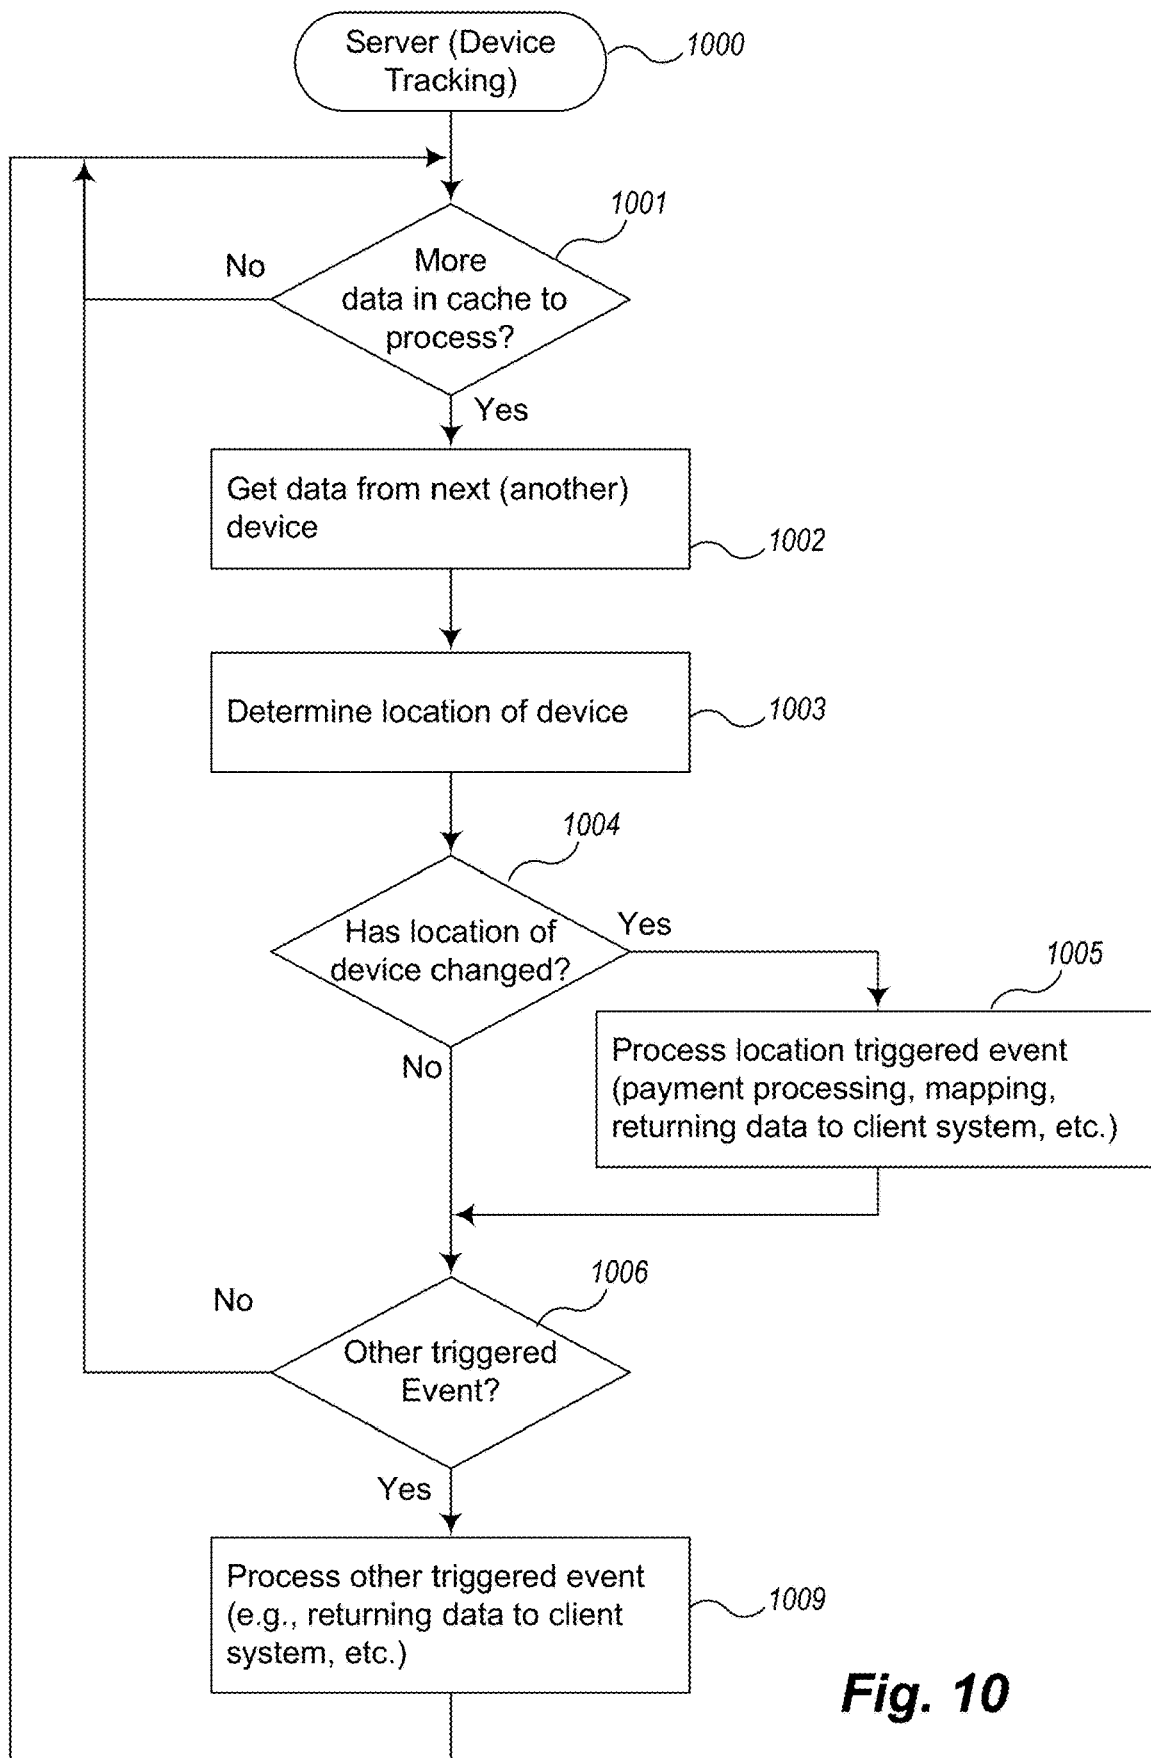 Server (Device
Tracking)
1000
1001
No
More
data in cache to
process?
Yes
Get data from next (another)
device
1002
Determine location of device
1003
1004
Has location of
device changed?
Yes
No
1005
Process location triggered event
(payment processing, mapping,
returning data to client system, etc.)
1006
No
Other triggered
Event?
Yes
Process other triggered event
(e.g., returning data to client
system, etc.)
1009
Fig. 10